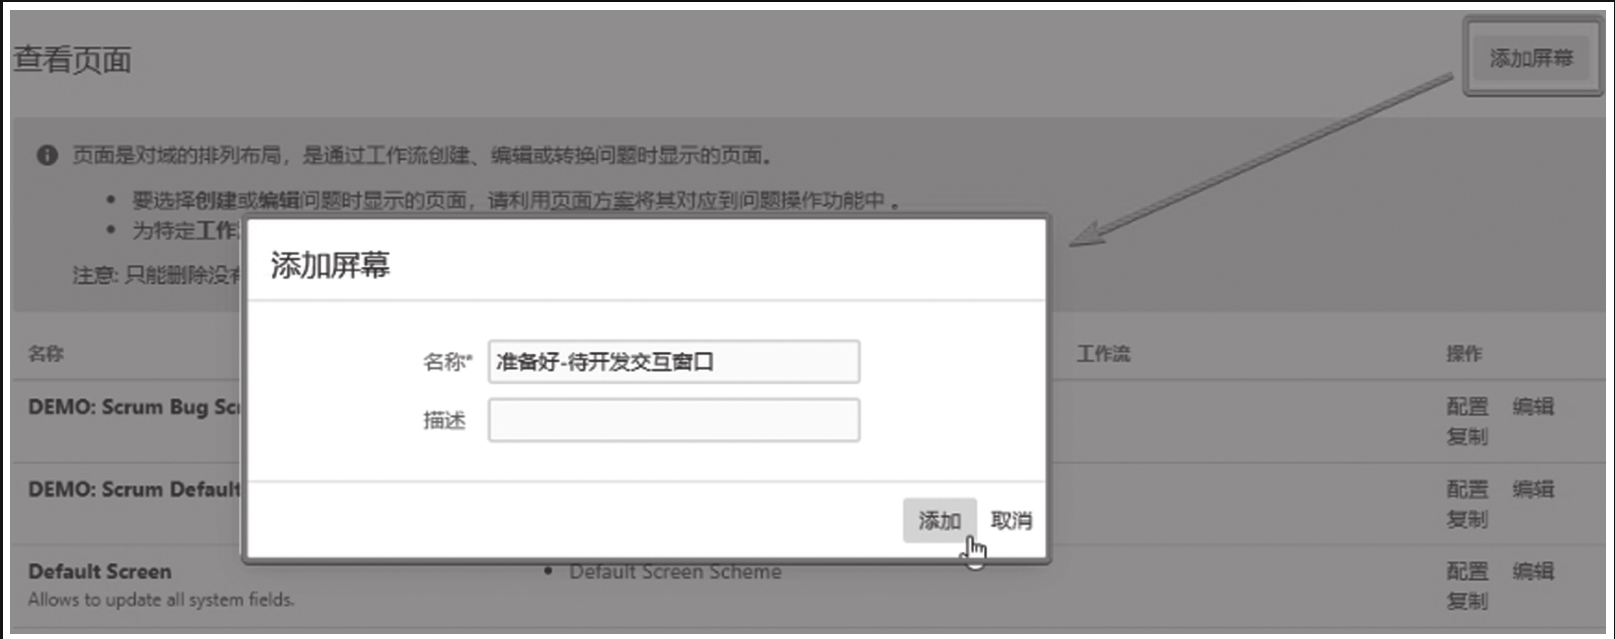 查看页面
添加屏幕
页面是对域的排列布局，是通过工作流创建、编辑或转换问题时显示的页面。
• 要选择创建或编辑问题时显示的页面，请利用页面方案将其对应到问题操作功能中 。
• 为特定工作
注意: 只能删除没有
添加屏幕
名称* 准备好-待开发交互窗口
描述
添加 取消
名称 工作流 操作
DEMO: Scrum Bug Scr 配置 编辑
复制
DEMO: Scrum Default 配置 编辑
复制
Default Screen • Default Screen Scheme 配置 编辑
Allows to update all system fields. 复制